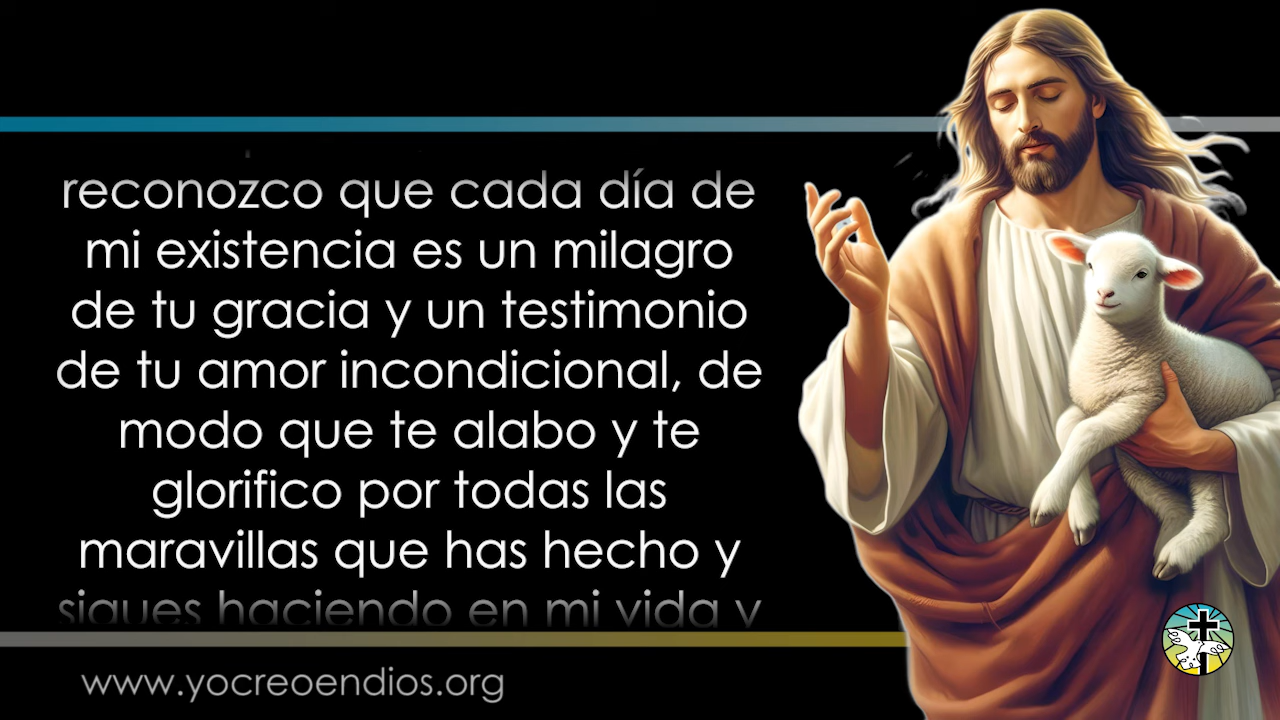 reconozco que cada día de
mi existencia es un milagro
de tu gracia y un testimonio
de tu amor incondicional, de
modo que te alabo y te
glorifico por todas las
maravillas que has hecho y
sigues haciendo en mi vida y
www.yocreoendios.org